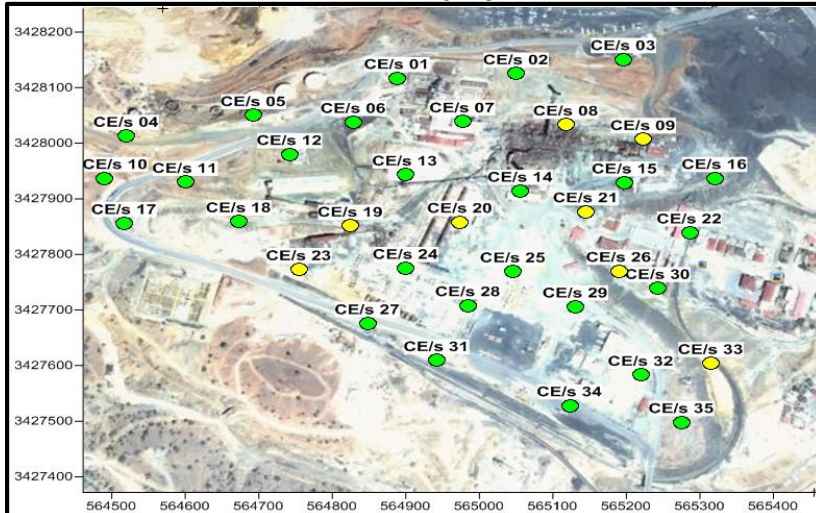 3428200
3428100
3428000
3427900
3427800
3427700
3427600
3427500
3427400
CE/s 01
CE/s 02
CE/s 03
CE/s 04
CE/s 05
CE/s 06
CE/s 07
CE/s 08
CE/s 09
CE/s 10
CE/s 11
CE/s 12
CE/s 13
CE/s 14
CE/s 15
CE/s 16
CE/s 17
CE/s 18
CE/s 19
CE/s 20
CE/s 21
CE/s 22
CE/s 23
CE/s 24
CE/s 25
CE/s 26
CE/s 27
CE/s 28
CE/s 29
CE/s 30
CE/s 31
CE/s 32
CE/s 33
CE/s 34
CE/s 35
564500 564600 564700 564800 564900 565000 565100 565200 565300 565400